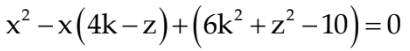 x² − x(4k − z) + (6k² + z² − 10) = 0